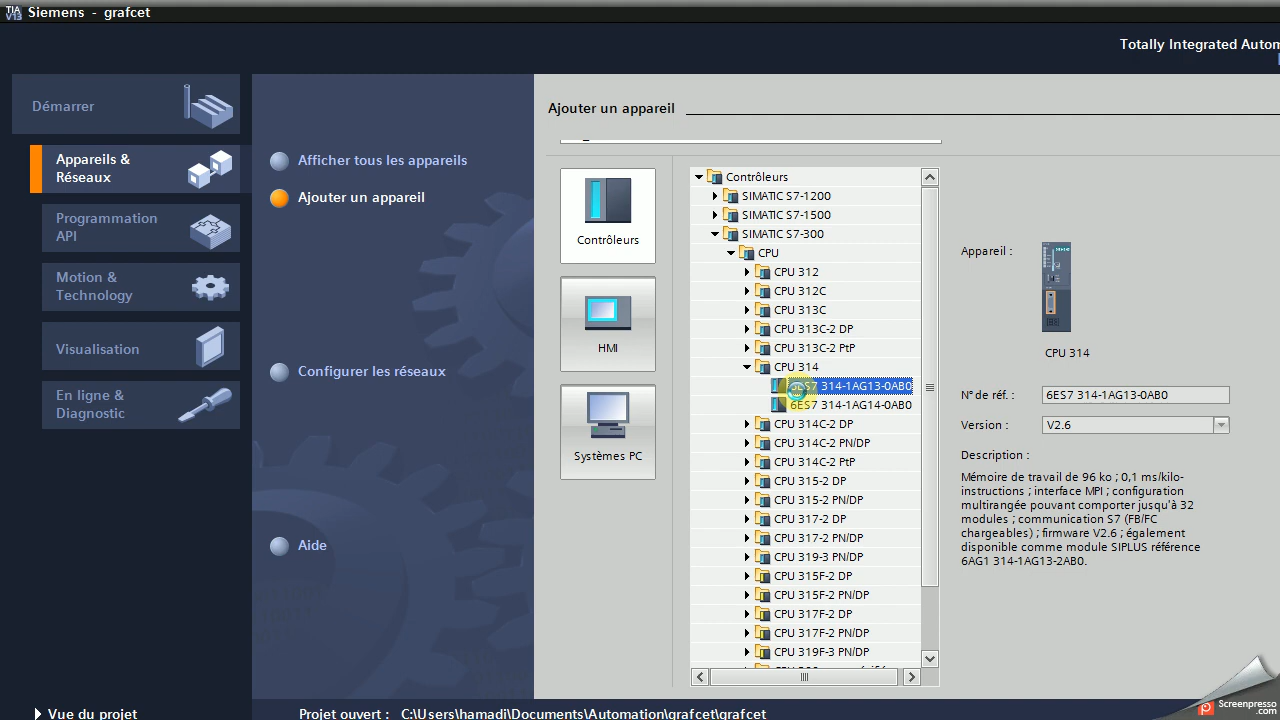 TIA
V13
Siemens - grafcet
Totally Integrated Autom
Démarrer
Appareils &
Réseaux
Programmation
API
Motion &
Technology
Visualisation
En ligne &
Diagnostic
Vue du projet
Afficher tous les appareils
Ajouter un appareil
Configurer les réseaux
Aide
Projet ouvert : C:\Users\hamadi\Documents\Automation\grafcet\grafcet
Ajouter un appareil
Contrôleurs
HMI
Systèmes PC
Contrôleurs
SIMATIC S7-1200
SIMATIC S7-1500
SIMATIC S7-300
CPU
CPU 312
CPU 312C
CPU 313C
CPU 313C-2 DP
CPU 313C-2 PtP
CPU 314
6ES7 314-1AG13-0AB0
6ES7 314-1AG14-0AB0
CPU 314C-2 DP
CPU 314C-2 PN/DP
CPU 314C-2 PtP
CPU 315-2 DP
CPU 315-2 PN/DP
CPU 317-2 DP
CPU 317-2 PN/DP
CPU 319-3 PN/DP
CPU 315F-2 DP
CPU 315F-2 PN/DP
CPU 317F-2 DP
CPU 317F-2 PN/DP
CPU 319F-3 PN/DP
Appareil :
CPU 314
N° de réf. : 6ES7 314-1AG13-0AB0
Version : V2.6
Description :
Mémoire de travail de 96 ko ; 0,1 ms/kilo-
instructions ; interface MPI ; configuration
multirangée pouvant comporter jusqu'à 32
modules ; communication S7 (FB/FC
chargeables) ; firmware V2.6 ; également
disponible comme module SIPLUS référence
6AG1 314-1AG13-2AB0.
Screenpresso
.com